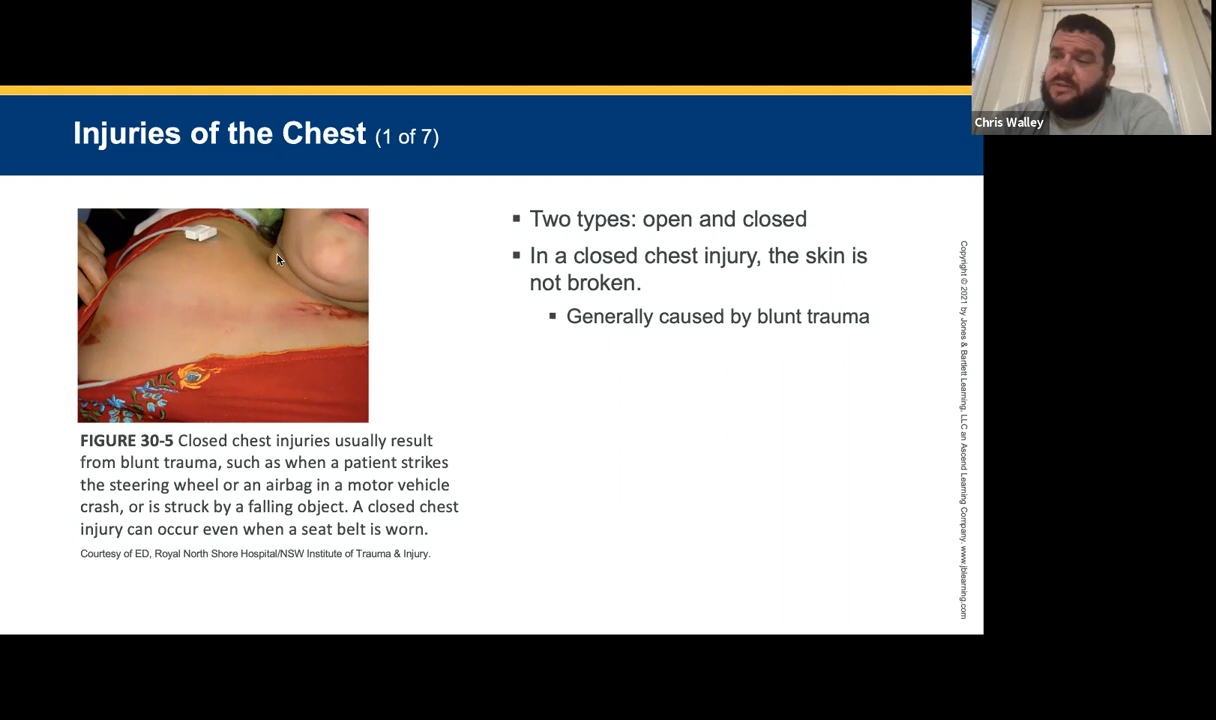 Injuries of the Chest (1 of 7)
Chris Walley
▪ Two types: open and closed
▪ In a closed chest injury, the skin is
not broken.
▪ Generally caused by blunt trauma
FIGURE 30-5 Closed chest injuries usually result
from blunt trauma, such as when a patient strikes
the steering wheel or an airbag in a motor vehicle
crash, or is struck by a falling object. A closed chest
injury can occur even when a seat belt is worn.
Courtesy of ED, Royal North Shore Hospital/NSW Institute of Trauma & Injury.
Copyright © 2021 by Jones & Bartlett Learning, LLC an Ascend Learning Company. www.jblearning.com